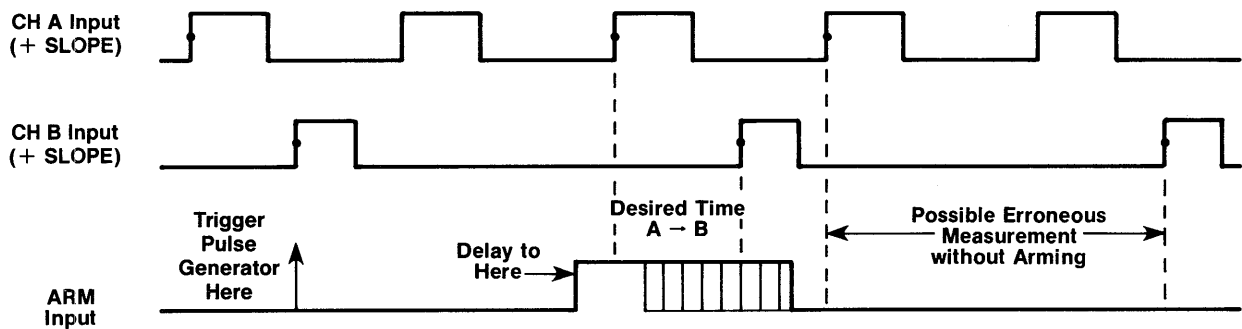 CH A Input
(+ SLOPE)
CH B Input
(+ SLOPE)
Trigger
Pulse
Generator
Here
Delay to
Here
Desired Time
A → B
Possible Erroneous
Measurement
without Arming
ARM
Input